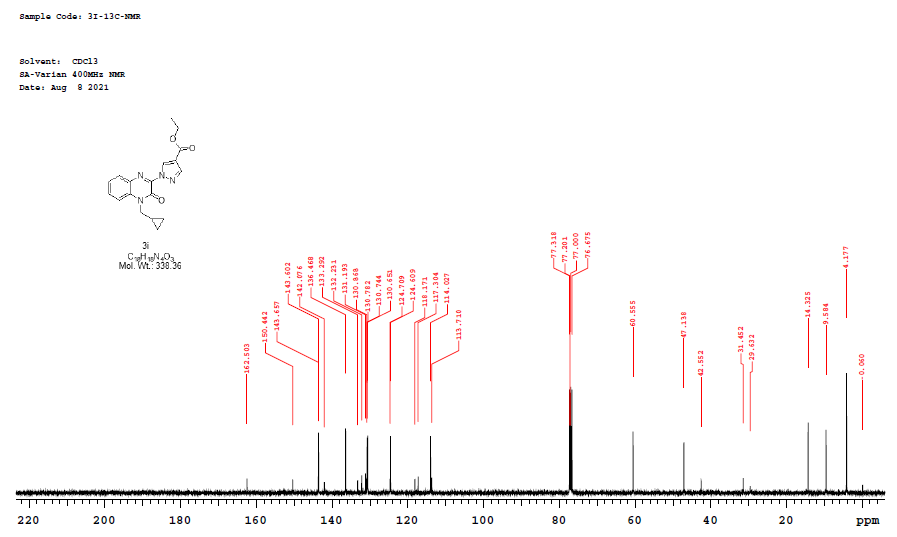 Sample Code: 3I-13C-NMR
Solvent: CDCl3
SA-Varian 400MHz NMR
Date: Aug 8 2021
O
O
N
N
N
N
O
3i
C18H18N4O3
Mol. Wt.: 338.36
162.503
150.442
143.657
143.602
142.076
136.468
133.292
132.231
131.193
130.868
130.782
130.744
130.651
124.709
124.609
118.171
117.304
114.027
113.710
77.318
77.201
77.000
76.675
60.555
47.138
42.552
31.452
29.632
14.325
9.584
4.177
-0.060
220 200 180 160 140 120 100 80 60 40 20 ppm